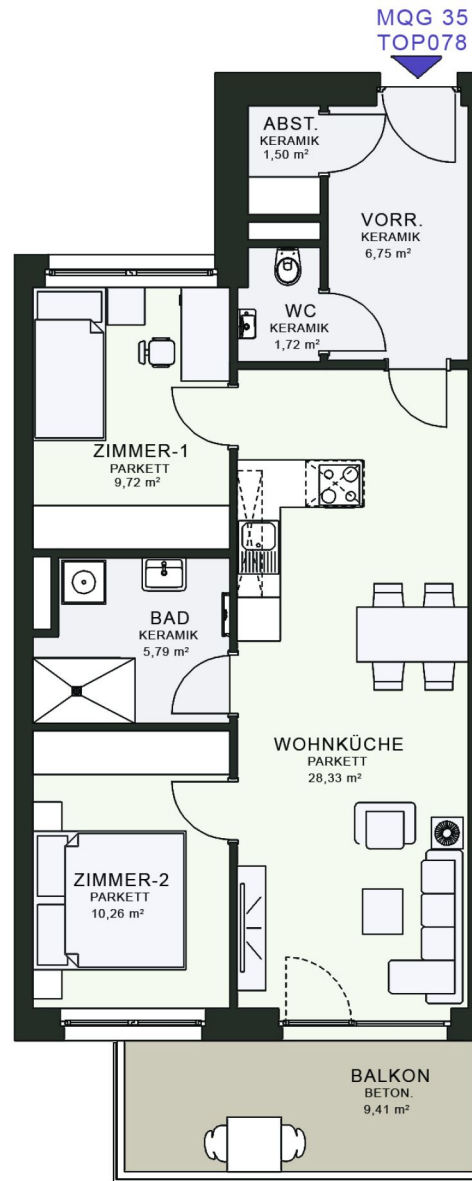 MQG 35
TOP078
ABST.
KERAMIK
1,50 m²
VORR.
KERAMIK
6,75 m²
WC
KERAMIK
1,72 m²
ZIMMER-1
PARKETT
9,72 m²
BAD
KERAMIK
5,79 m²
WOHNKÜCHE
PARKETT
28,33 m²
ZIMMER-2
PARKETT
10,26 m²
BALKON
BETON.
9,41 m²